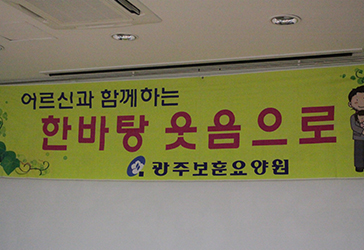 어르신과 함께하는
한바탕 웃음으로
광주보훈요양원